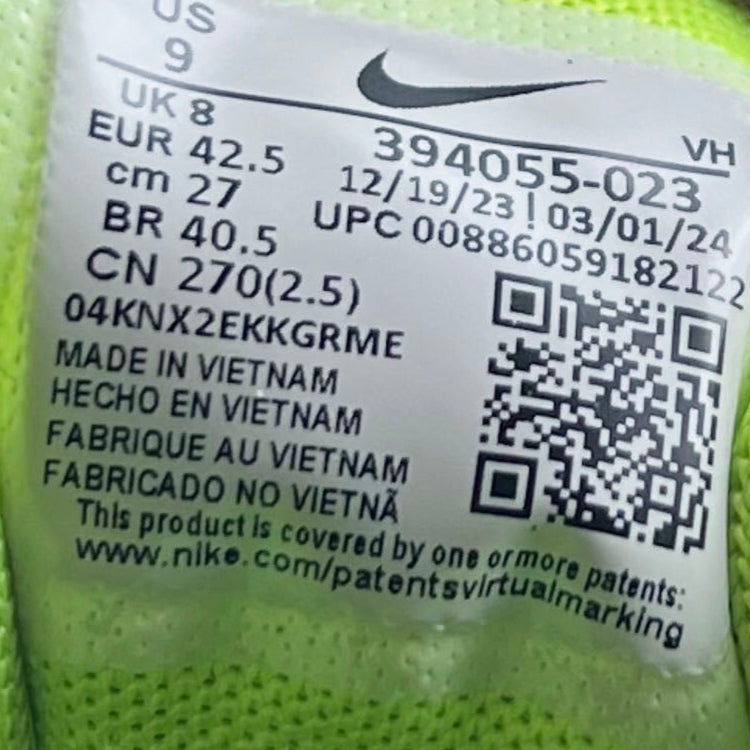 US
9
UK 8
EUR 42.5
cm 27
BR 40.5
CN 270(2.5)
04KNX2EKKGRME
VH
394055-023
12/19/23 | 03/01/24
UPC 00886059182122
MADE IN VIETNAM
HECHO EN VIETNAM
FABRIQUE AU VIETNAM
FABRICADO NO VIETNÃ
This product is covered by one ormore patents:
www.nike.com/patentsvirtualmarking